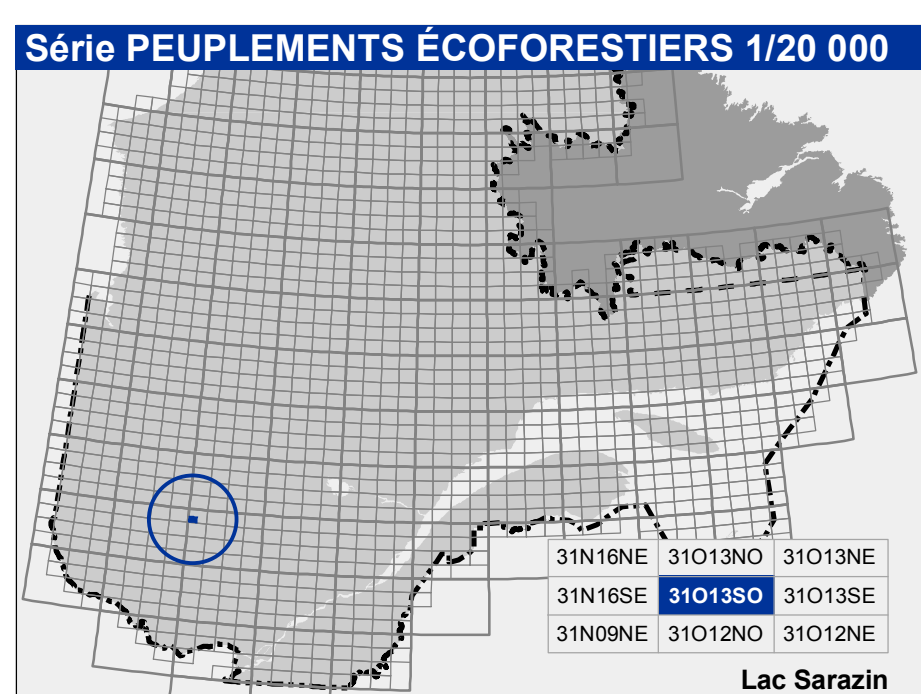 Série PEUPLEMENTS ÉCOFORESTIERS 1/20 000
31N16NE 31O13NO 31O13NE
31N16SE 31O13SO 31O13SE
31N09NE 31O12NO 31O12NE
Lac Sarazin